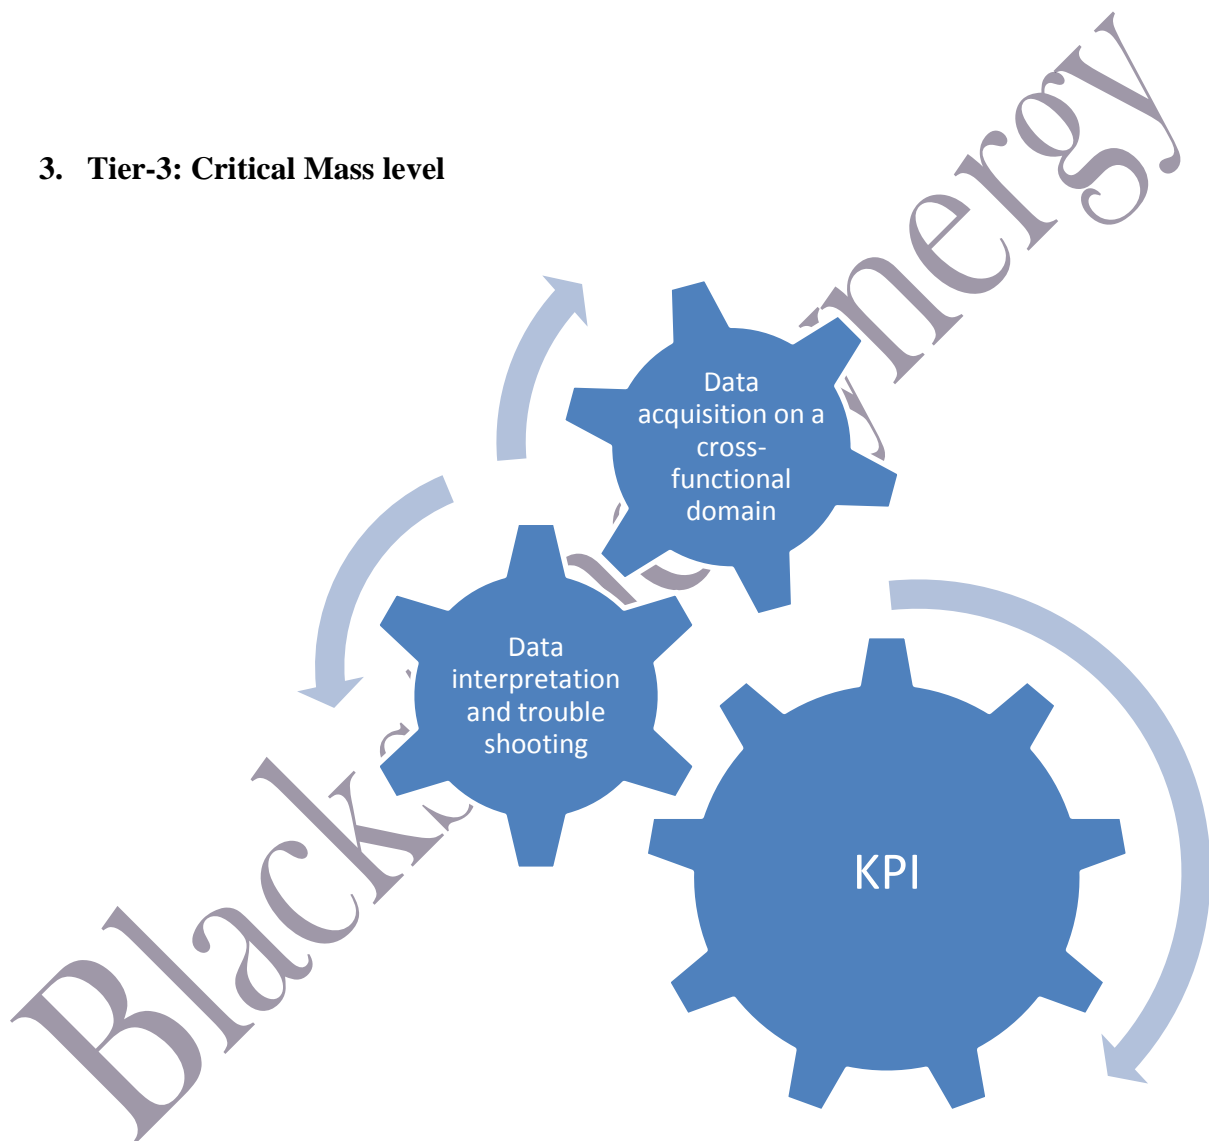 3. Tier-3: Critical Mass level
Data
acquisition on a
cross-
functional
domain
Data
interpretation
and trouble
shooting
KPI